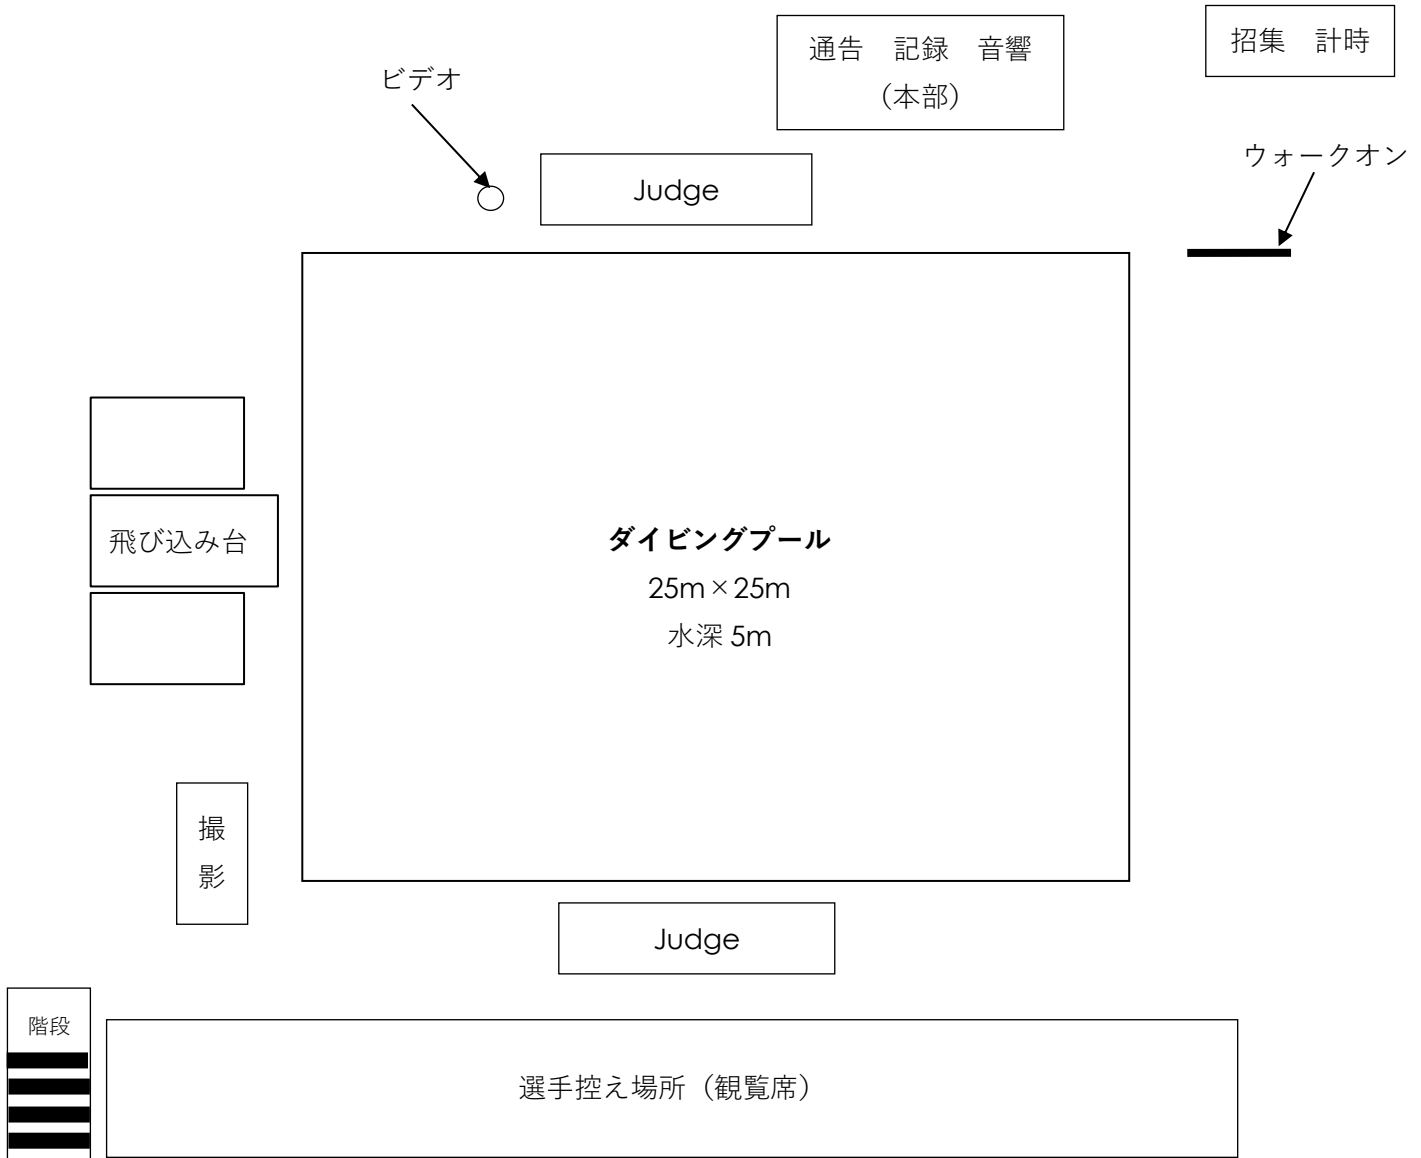 通告　記録　音響
（本部）
招集　計時
ビデオ
ウォークオン
Judge
飛び込み台
ダイビングプール
25m×25m
水深 5m
撮
影
Judge
階段
選手控え場所（観覧席）